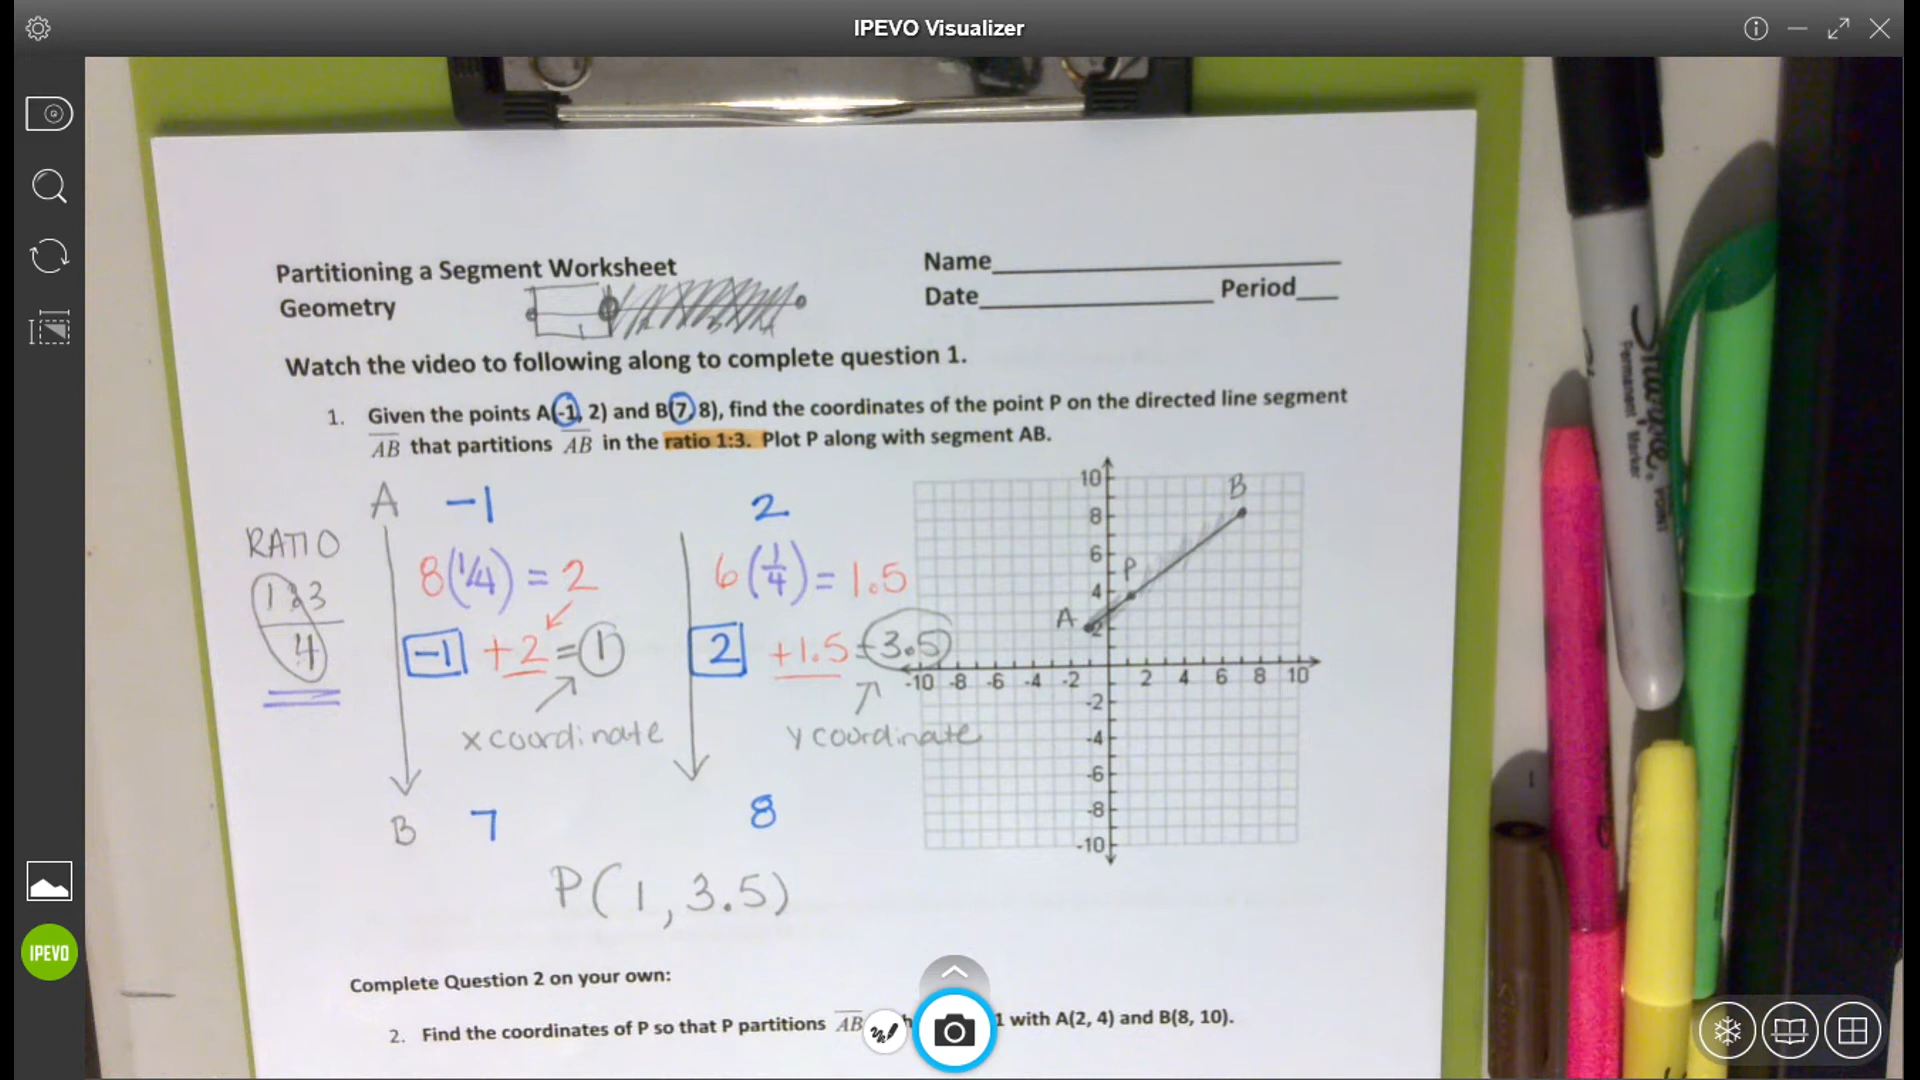 IPEVO Visualizer
Partitioning a Segment Worksheet
Name
Geometry
Date Period
Watch the video to following along to complete question 1.
1. Given the points A(-1, 2) and B(7, 8), find the coordinates of the point P on the directed line segment
AB that partitions AB in the ratio 1:3. Plot P along with segment AB.
RATIO
1:3
4
A -1 2
8(1/4) = 2 6(1/4) = 1.5
-1 +2 = 1 2 +1.5 = 3.5
x coordinate y coordinate
B 7 8
P(1, 3.5)
10
8
6
4
2
-10 -8 -6 -4 -2 2 4 6 8 10
-2
-4
-6
-8
-10
A
P
B
Complete Question 2 on your own:
2. Find the coordinates of P so that P partitions AB 1 with A(2, 4) and B(8, 10).
Sharpie
Permanent Marker
IPEVO